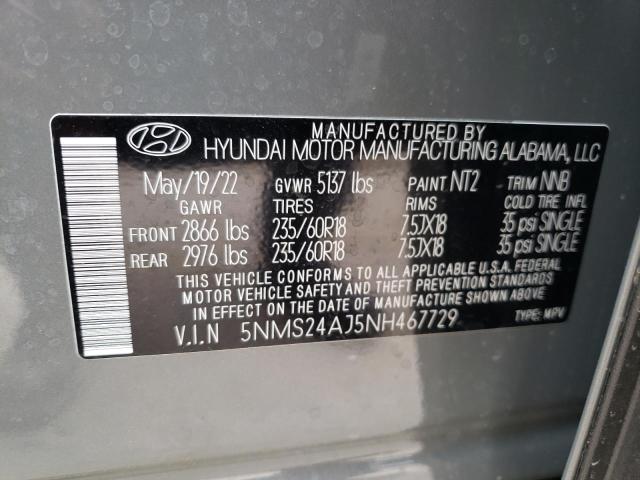 MANUFACTURED BY
HYUNDAI MOTOR MANUFACTURING ALABAMA, LLC
May/19/22 GVWR 5137 lbs PAINT NT2 TRIM NNB
GAWR TIRES RIMS COLD TIRE INFL
FRONT 2866 lbs 235/60R18 7.5JX18 35 psi SINGLE
REAR 2976 lbs 235/60R18 7.5JX18 35 psi SINGLE
THIS VEHICLE CONFORMS TO ALL APPLICABLE U.S.A. FEDERAL
MOTOR VEHICLE SAFETY AND THEFT PREVENTION STANDARDS
IN EFFECT ON THE DATE OF MANUFACTURE SHOWN ABOVE.
V.I.N 5NMS24AJ5NH467729 TYPE: MPV